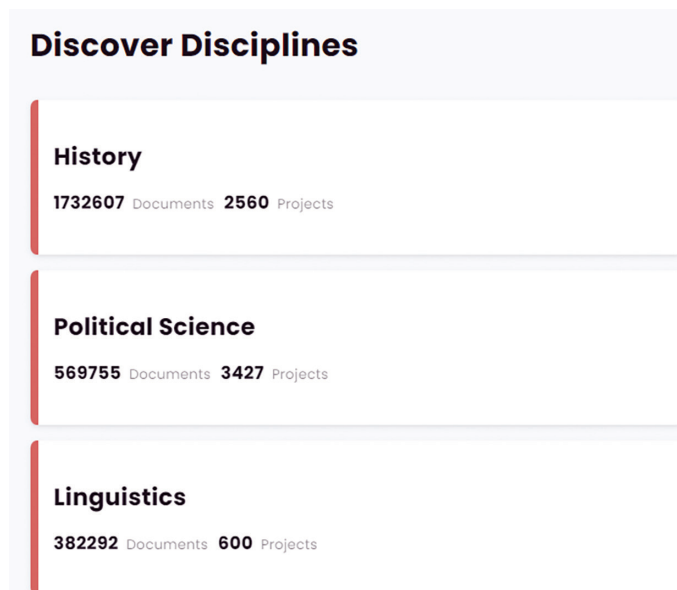 Discover Disciplines
History
1732607 Documents 2560 Projects
Political Science
569755 Documents 3427 Projects
Linguistics
382292 Documents 600 Projects